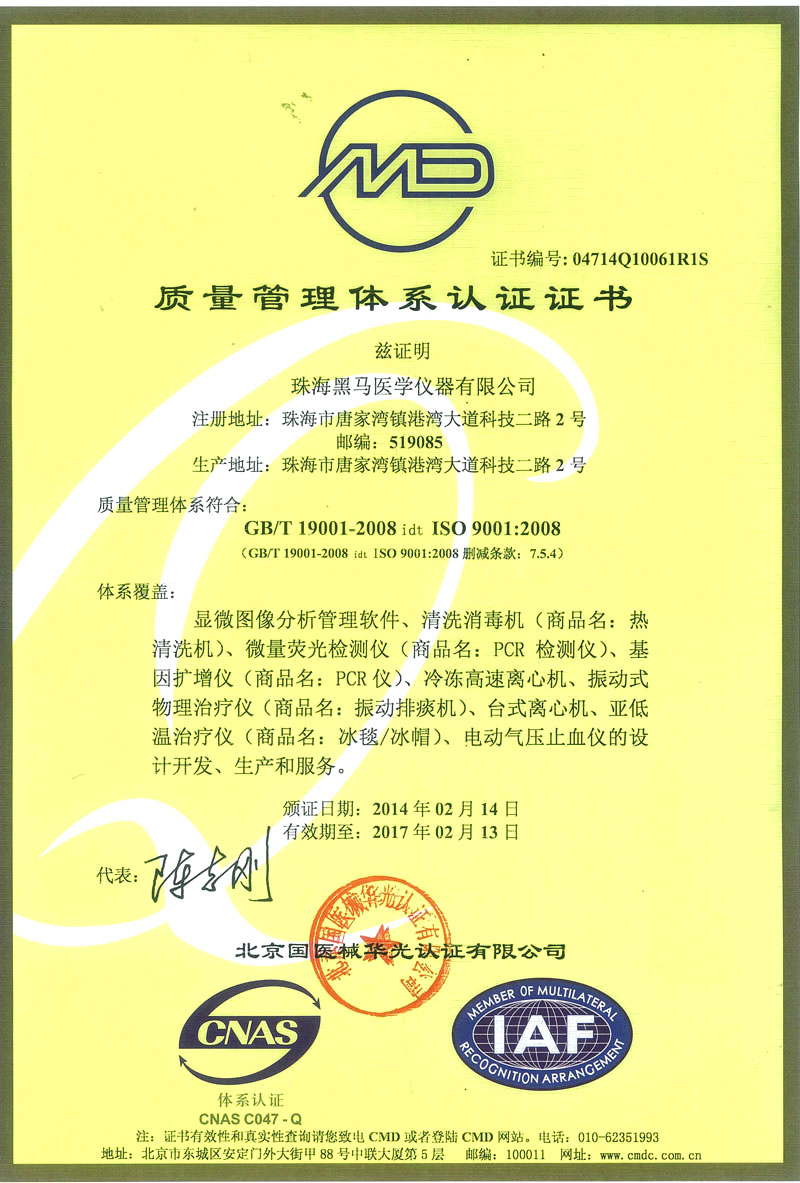 MD
证书编号: 04714Q10061R1S
质量管理体系认证证书
兹证明
珠海黑马医学仪器有限公司
注册地址：珠海市唐家湾镇港湾大道科技二路 2 号
邮编：519085
生产地址：珠海市唐家湾镇港湾大道科技二路 2 号
质量管理体系符合：
GB/T 19001-2008 idt ISO 9001:2008
（GB/T 19001-2008 idt ISO 9001:2008 删减条款：7.5.4）
体系覆盖：
显微图像分析管理软件、清洗消毒机（商品名：热
清洗机）、微量荧光检测仪（商品名：PCR 检测仪）、基
因扩增仪（商品名：PCR 仪）、冷冻高速离心机、振动式
物理治疗仪（商品名：振动排痰机）、台式离心机、亚低
温治疗仪（商品名：冰毯/冰帽）、电动气压止血仪的设
计开发、生产和服务。
颁证日期：2014 年 02 月 14 日
有效期至：2017 年 02 月 13 日
代表：
北京国医械华光认证有限公司
北京国医械华光认证有限公司
CNAS
体系认证
CNAS C047 - Q
MEMBER OF MULTILATERAL
IAF
RECOGNITION ARRANGEMENT
注：证书有效性和真实性查询请您致电 CMD 或者登陆 CMD 网站。电话：010-62351993
地址：北京市东城区安定门外大街甲 88 号中联大厦第 5 层 邮编：100011 网址：www.cmdc.com.cn